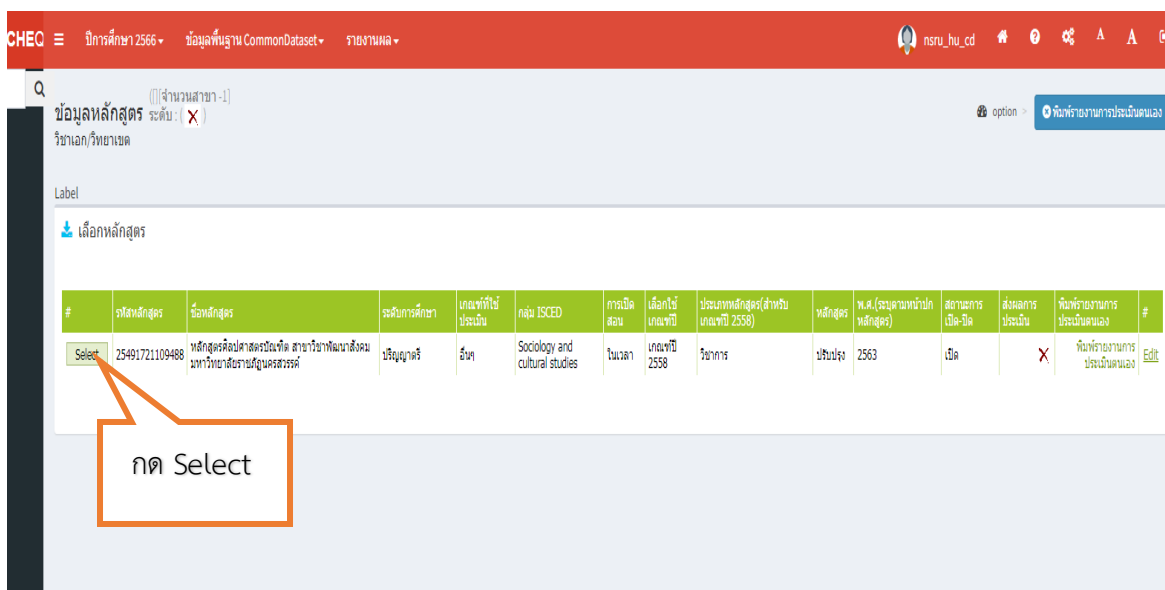 CHEQ ปีการศึกษา 2566 ข้อมูลพื้นฐาน CommonDataset รายงานผล nsru_hu_cd A A
([][จำนวนสาขา -1]
ข้อมูลหลักสูตร ระดับ : ( X )
option > พิมพ์รายงานการประเมินตนเอง
วิชาเอก/วิทยาเขต
Label
เลือกหลักสูตร
# รหัสหลักสูตร ชื่อหลักสูตร ระดับการศึกษา เกณฑ์ที่ใช้ประเมิน กลุ่ม ISCED การเปิดสอน เลือกใช้เกณฑ์ปี ประเภทหลักสูตร(สำหรับเกณฑ์ปี 2558) หลักสูตร พ.ศ.(ระบุตามหน้าปกหลักสูตร) สถานะการเปิด-ปิด ส่งผลการประเมิน พิมพ์รายงานการประเมินตนเอง #
Select 25491721109488 หลักสูตรศิลปศาสตรบัณฑิต สาขาวิชาพัฒนาสังคม มหาวิทยาลัยราชภัฏนครสวรรค์ ปริญญาตรี อื่นๆ Sociology and cultural studies ในเวลา เกณฑ์ปี 2558 วิชาการ ปรับปรุง 2563 เปิด X พิมพ์รายงานการประเมินตนเอง Edit
กด Select